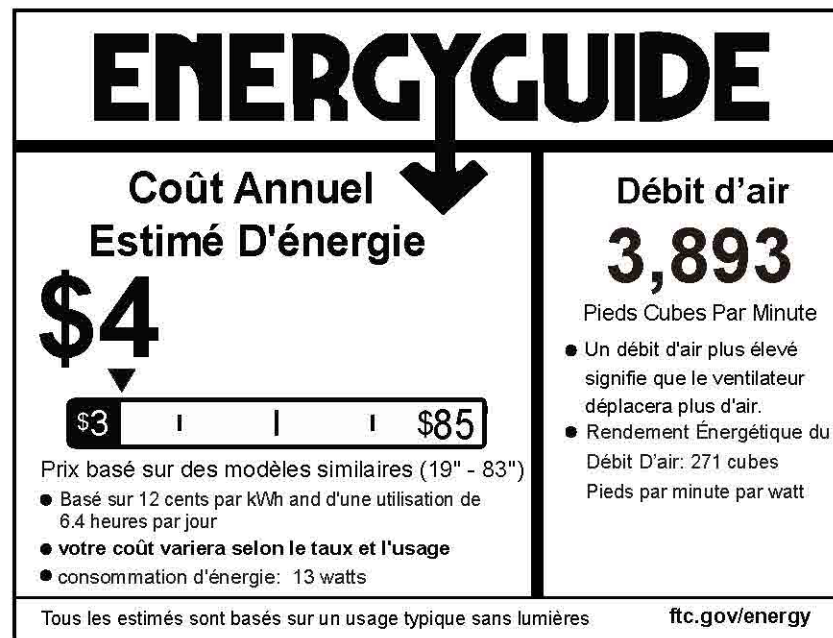 ENERGYGUIDE
Coût Annuel
Estimé D'énergie
$4
$3
$85
Prix basé sur des modèles similaires (19" - 83")
● Basé sur 12 cents par kWh and d'une utilisation de
6.4 heures par jour
● votre coût variera selon le taux et l'usage
● consommation d'énergie: 13 watts
Débit d'air
3,893
Pieds Cubes Par Minute
● Un débit d'air plus élevé
signifie que le ventilateur
déplacera plus d'air.
● Rendement Énergétique du
Débit D'air: 271 cubes
Pieds par minute par watt
Tous les estimés sont basés sur un usage typique sans lumières
ftc.gov/energy